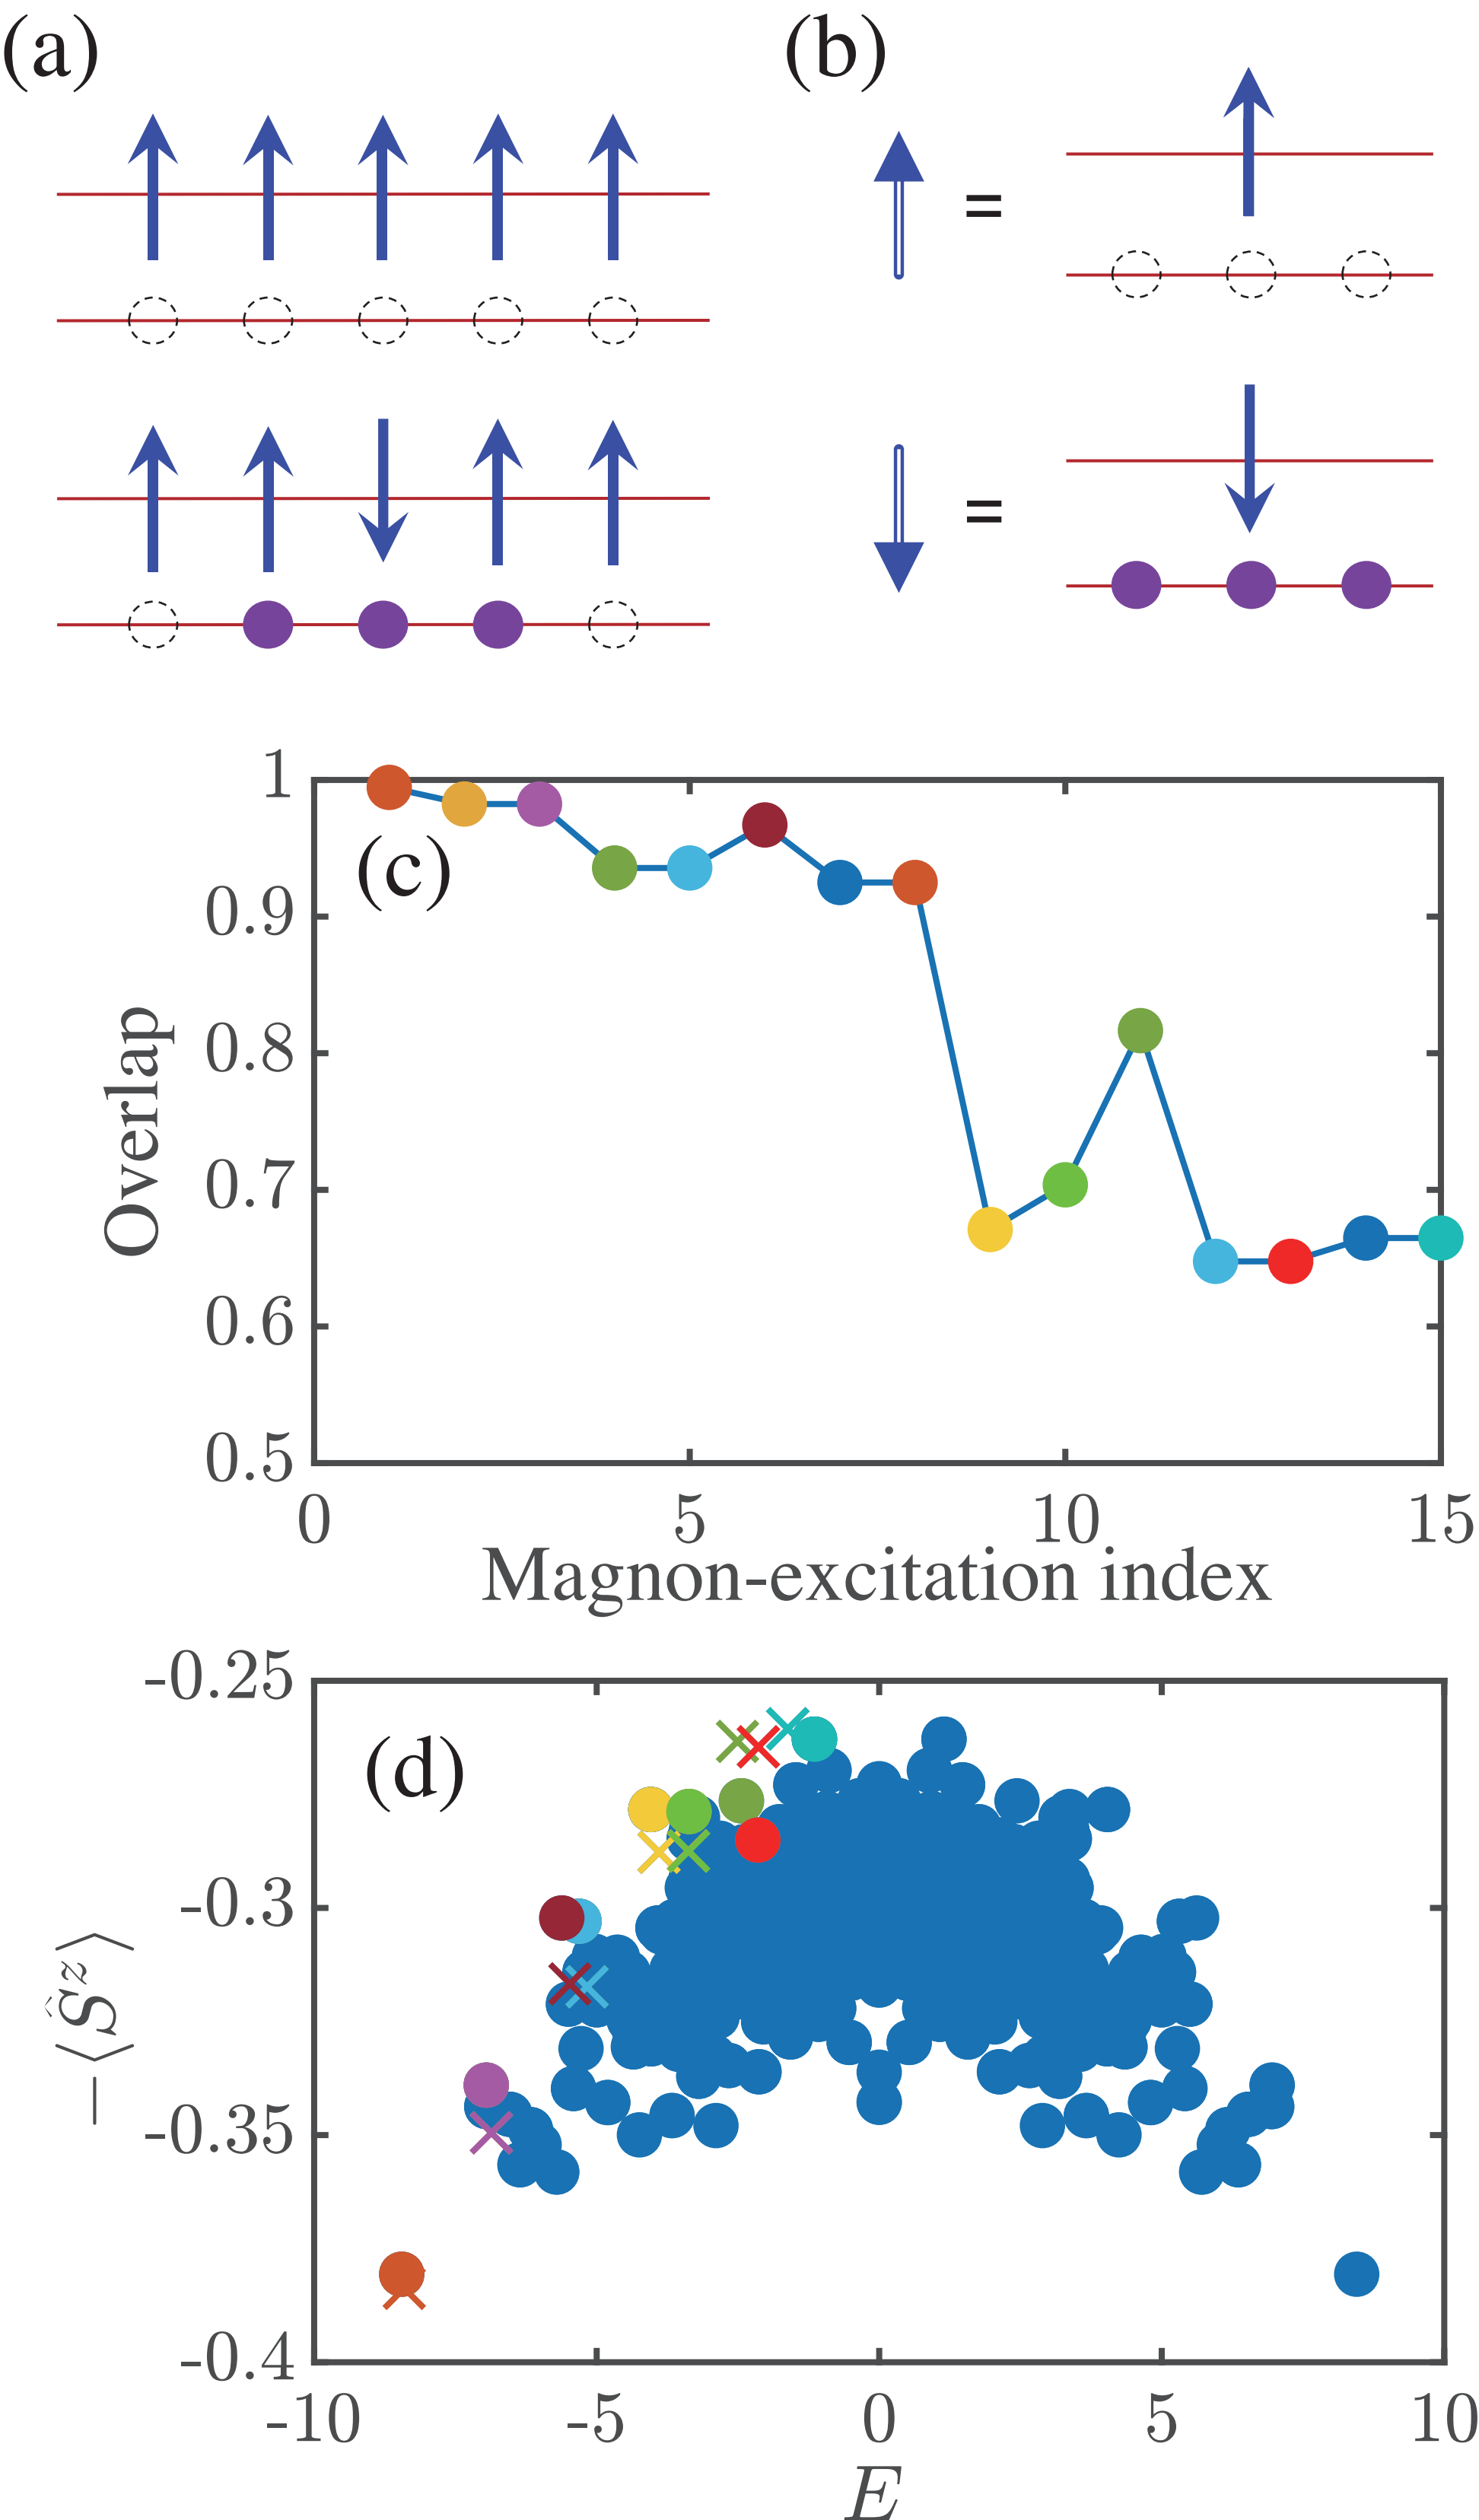 (a)
(b)
=
=
1
0.9
0.8
0.7
0.6
0.5
Overlap
(c)
0 5 10 15
Magnon-excitation index
-0.25
-0.3
-0.35
-0.4
−⟨Ŝᶻ⟩
(d)
-10 -5 0 5 10
E